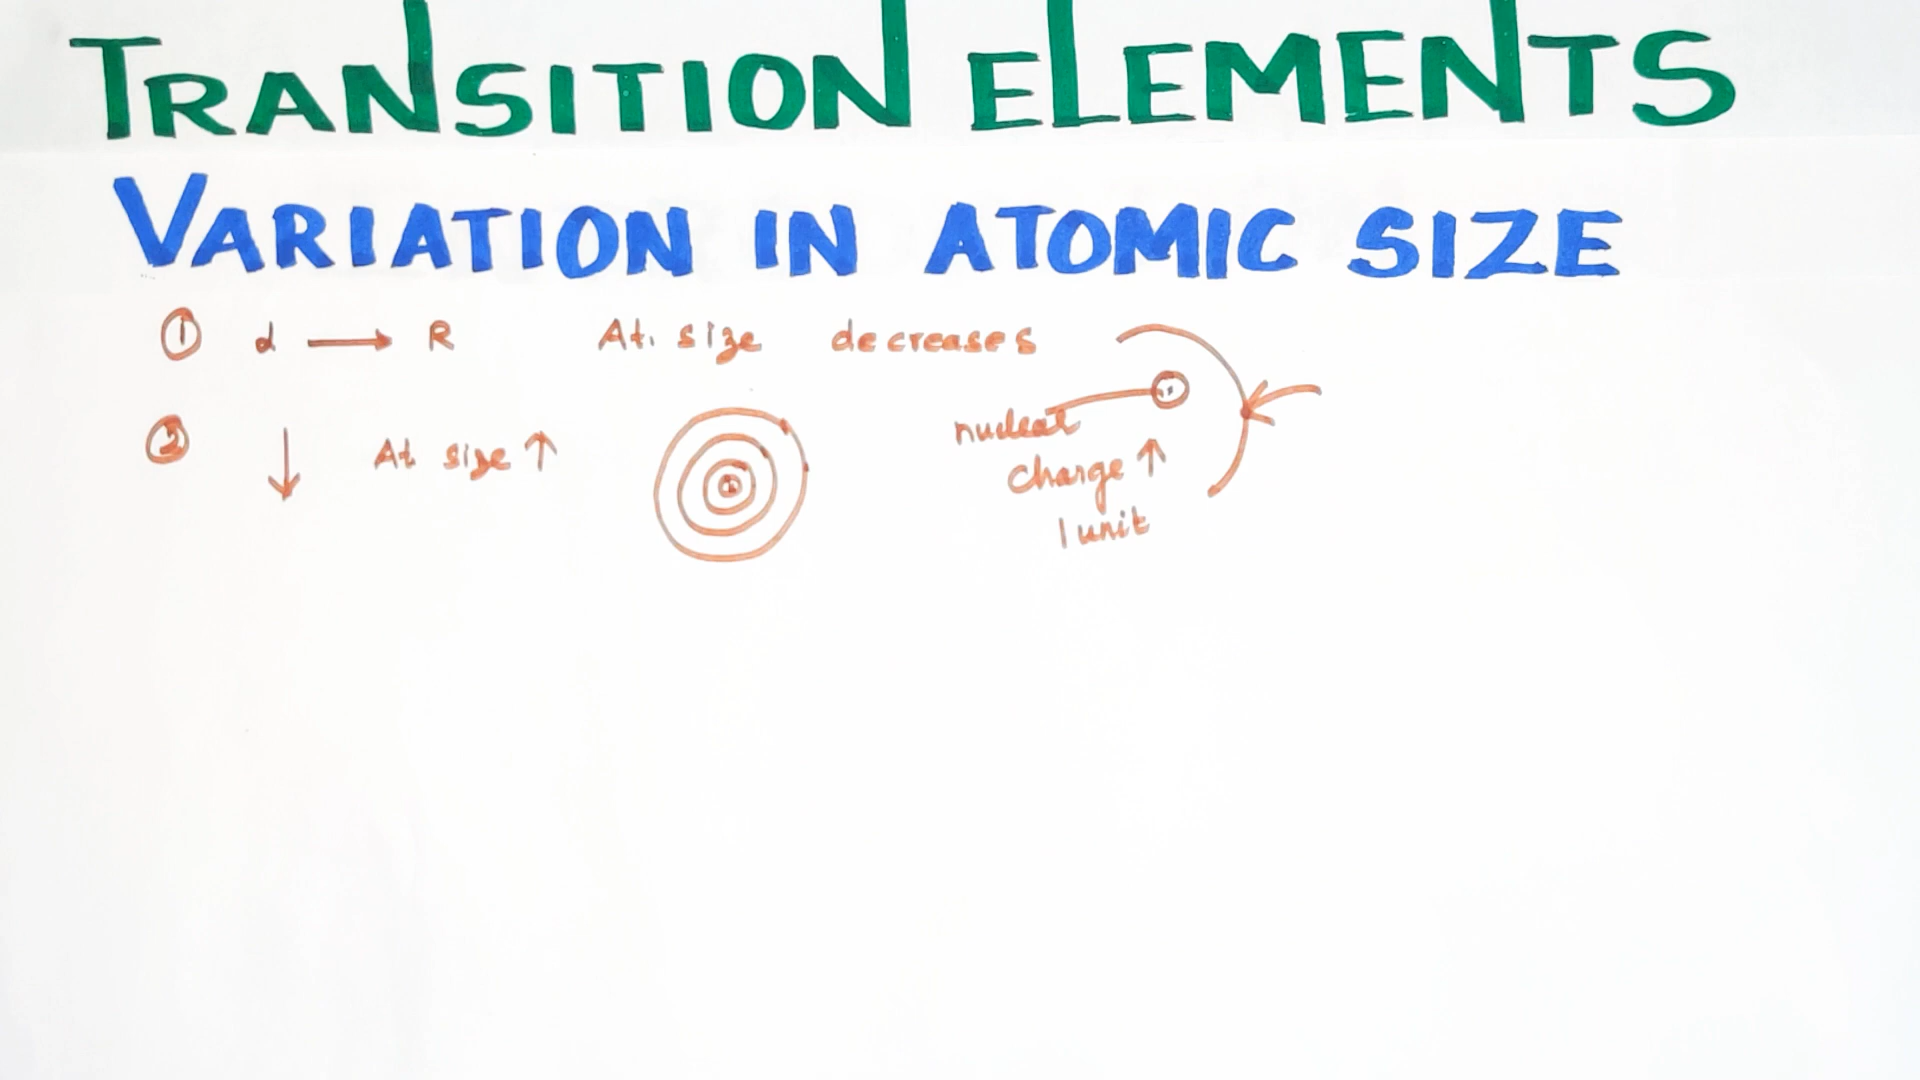 TRANSITION ELEMENTS
VARIATION IN ATOMIC SIZE
① d → R At. size decreases
② ↓ At size ↑
nuclear
charge ↑
1 unit